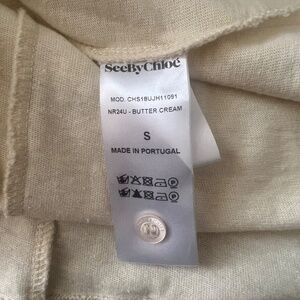 SeeByChloé
MOD. CHS18UJH11091
NR24U - BUTTER CREAM
S
MADE IN PORTUGAL